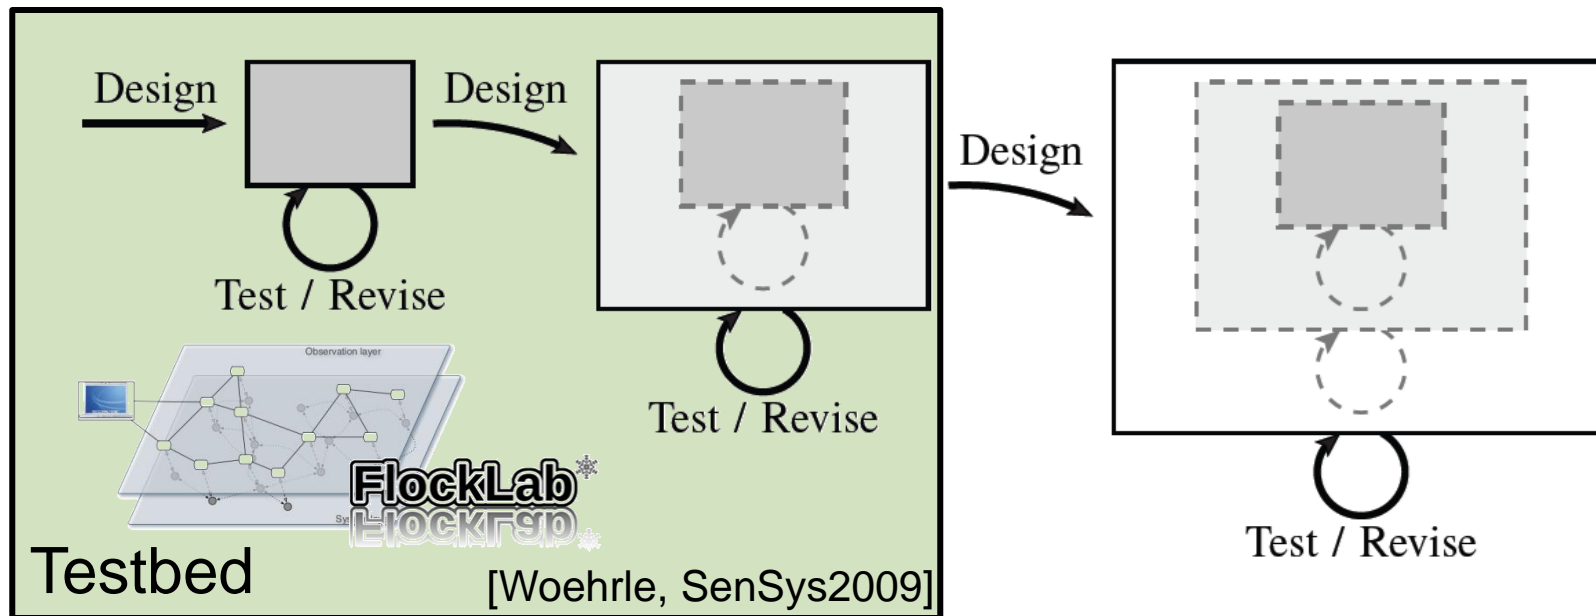 Design
Design
Design
Test / Revise
Test / Revise
Test / Revise
Observation layer
FlockLab
Testbed
[Woehrle, SenSys2009]